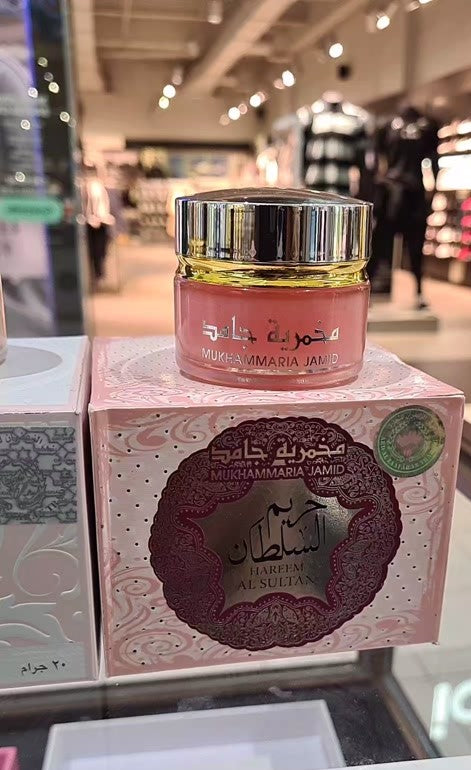 مخمرية جامد
MUKHAMMARIA JAMID
مخمرية جامد
MUKHAMMARIA JAMID
حريم
السلطان
HAREEM
AL SULTAN
٢٠ جرام